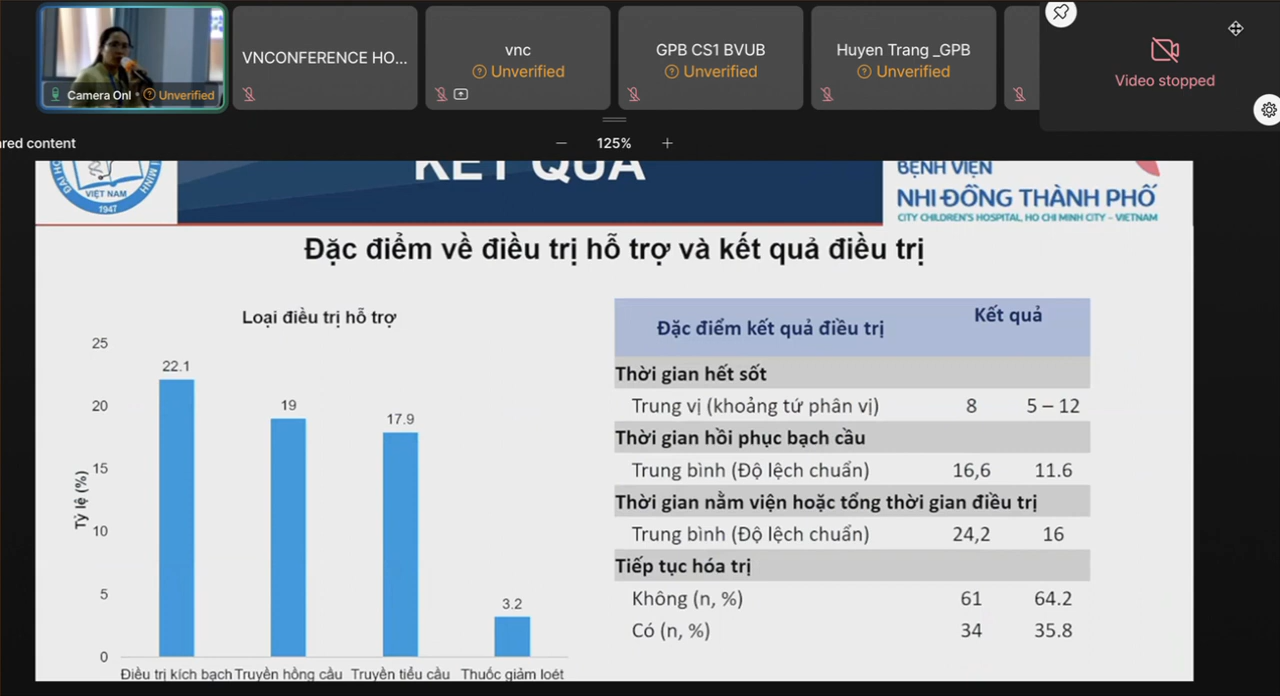 Camera Onl
Unverified
VNCONFERENCE HO...
vnc
Unverified
GPB CS1 BVUB
Unverified
Huyen Trang _GPB
Unverified
Video stopped
ared content
125%
KẾT QUẢ
VIỆT NAM
1947
BỆNH VIỆN
NHI ĐỒNG THÀNH PHỐ
CITY CHILDREN'S HOSPITAL, HO CHI MINH CITY - VIETNAM
Đặc điểm về điều trị hỗ trợ và kết quả điều trị
Loại điều trị hỗ trợ
Tỷ lệ (%)
25
20
15
10
5
0
22.1
19
17.9
3.2
Điều trị kích bạch
Truyền hồng cầu
Truyền tiểu cầu
Thuốc giảm loét
Đặc điểm kết quả điều trị Kết quả
Thời gian hết sốt
Trung vị (khoảng tứ phân vị) 8 5 – 12
Thời gian hồi phục bạch cầu
Trung bình (Độ lệch chuẩn) 16,6 11.6
Thời gian nằm viện hoặc tổng thời gian điều trị
Trung bình (Độ lệch chuẩn) 24,2 16
Tiếp tục hóa trị
Không (n, %) 61 64.2
Có (n, %) 34 35.8